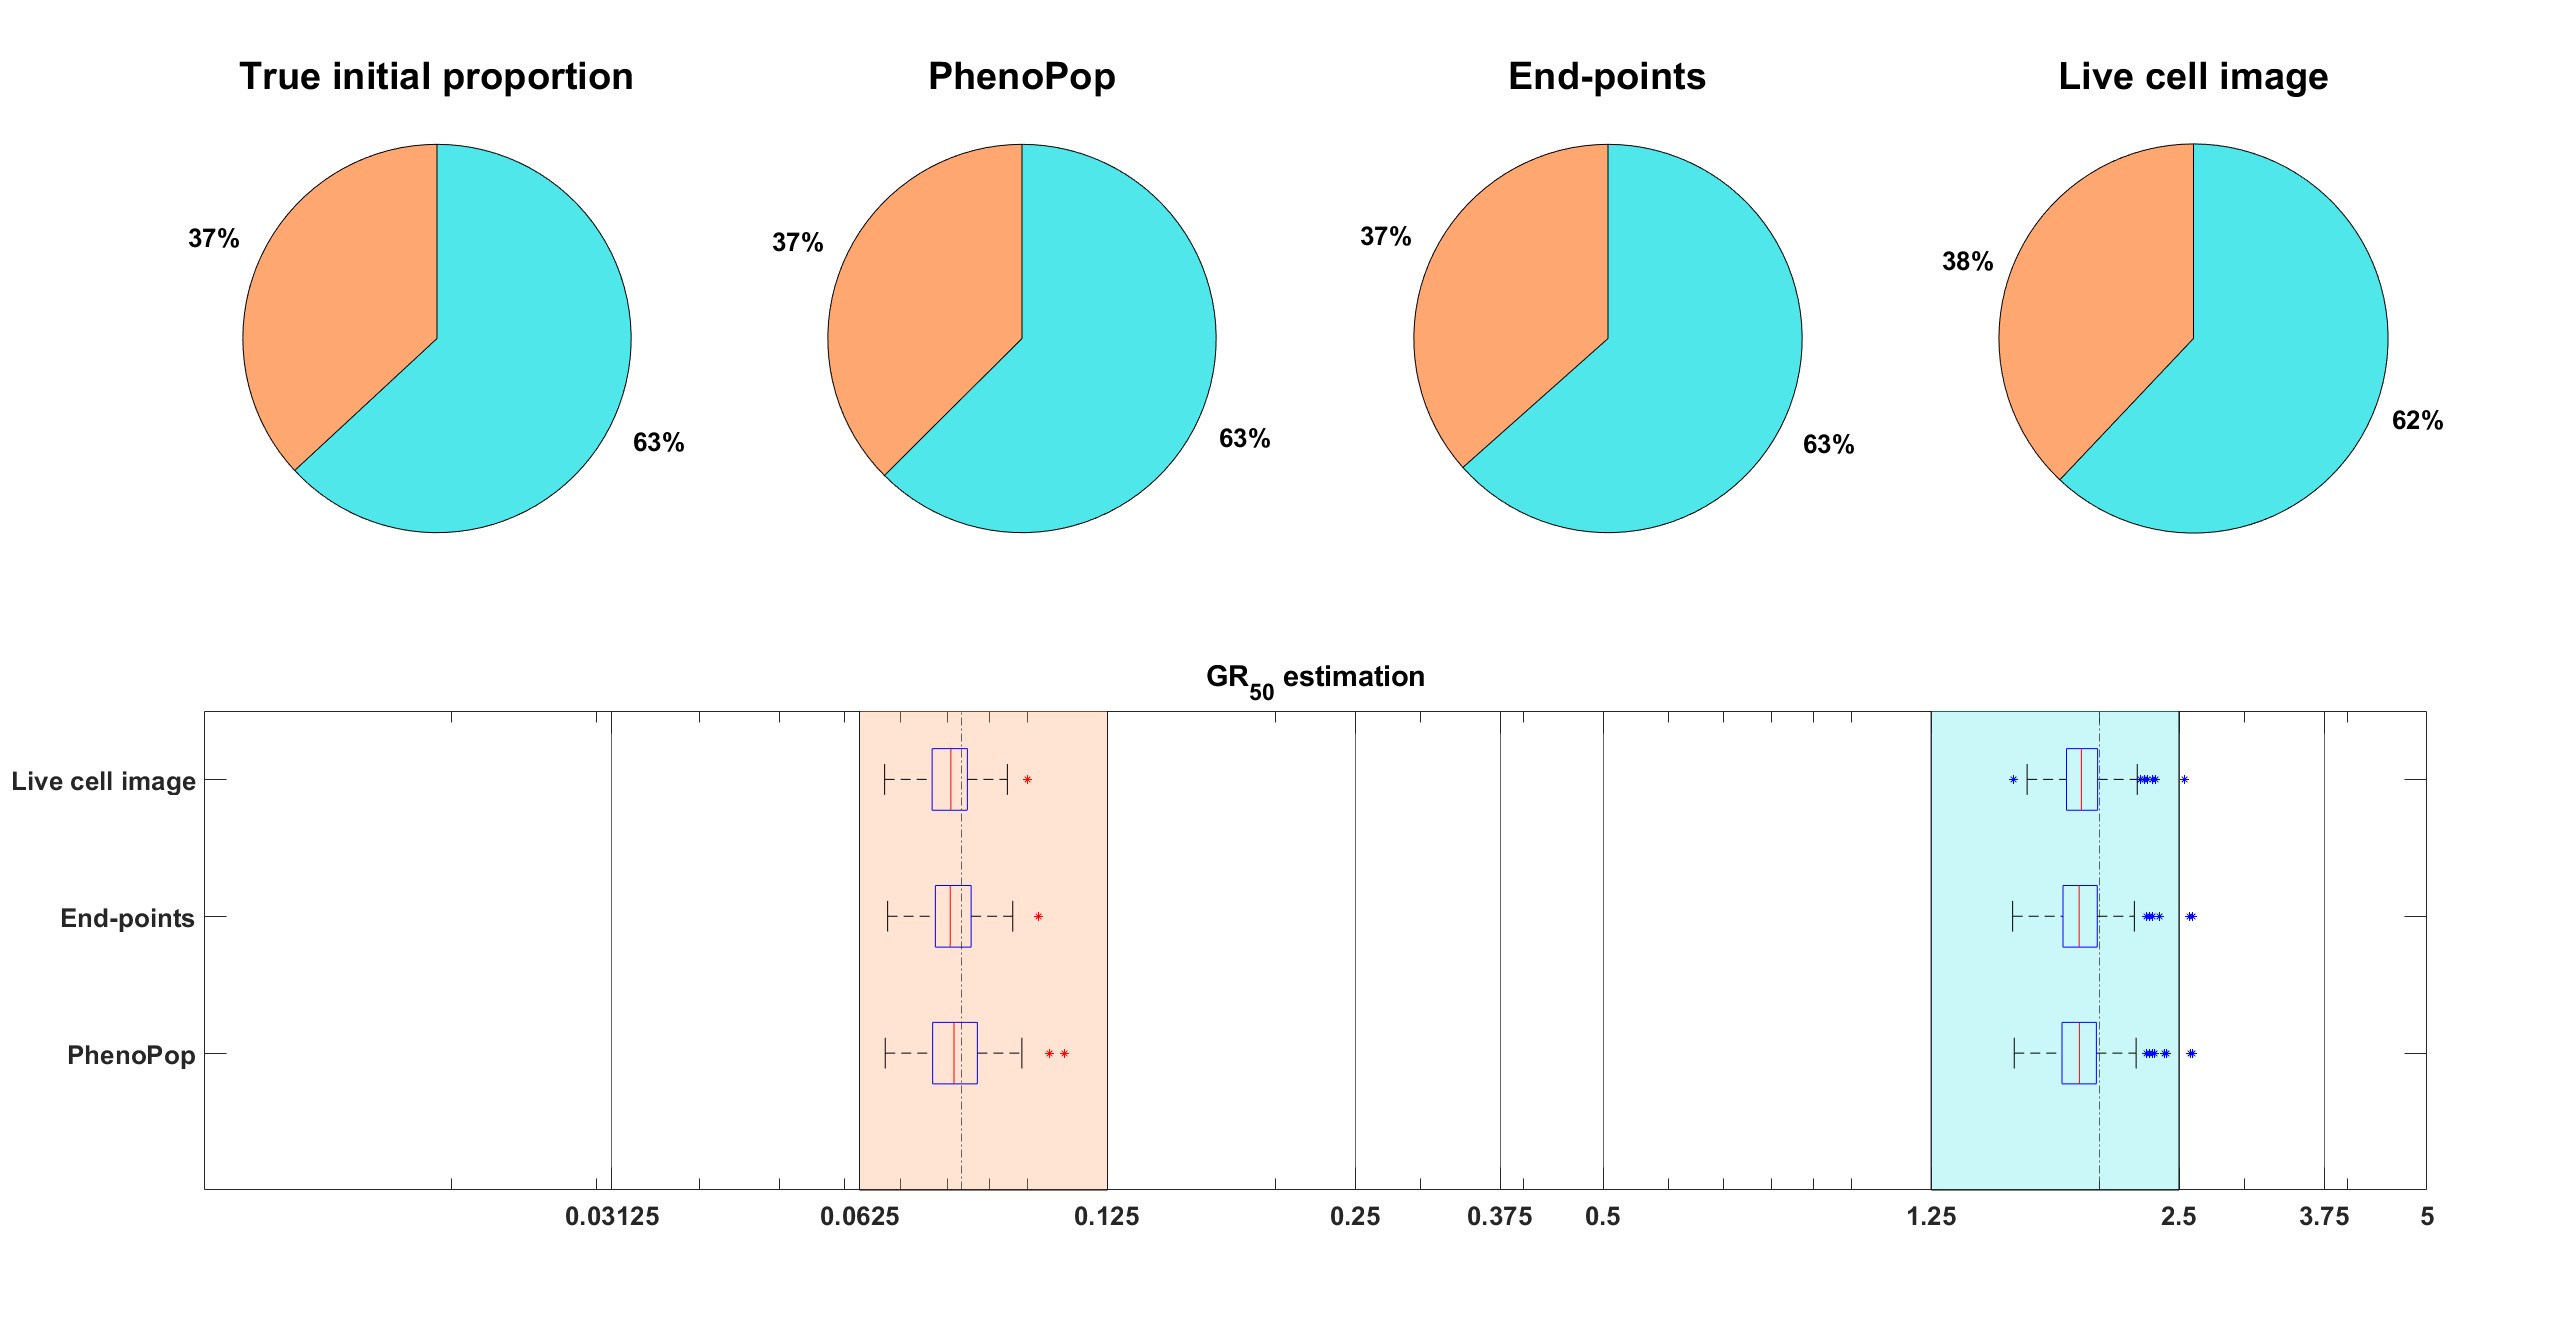 True initial proportion
PhenoPop
End-points
Live cell image
37%
63%
37%
63%
37%
63%
38%
62%
GR50 estimation
Live cell image
End-points
PhenoPop
0.03125
0.0625
0.125
0.25
0.375
0.5
1.25
2.5
3.75
5